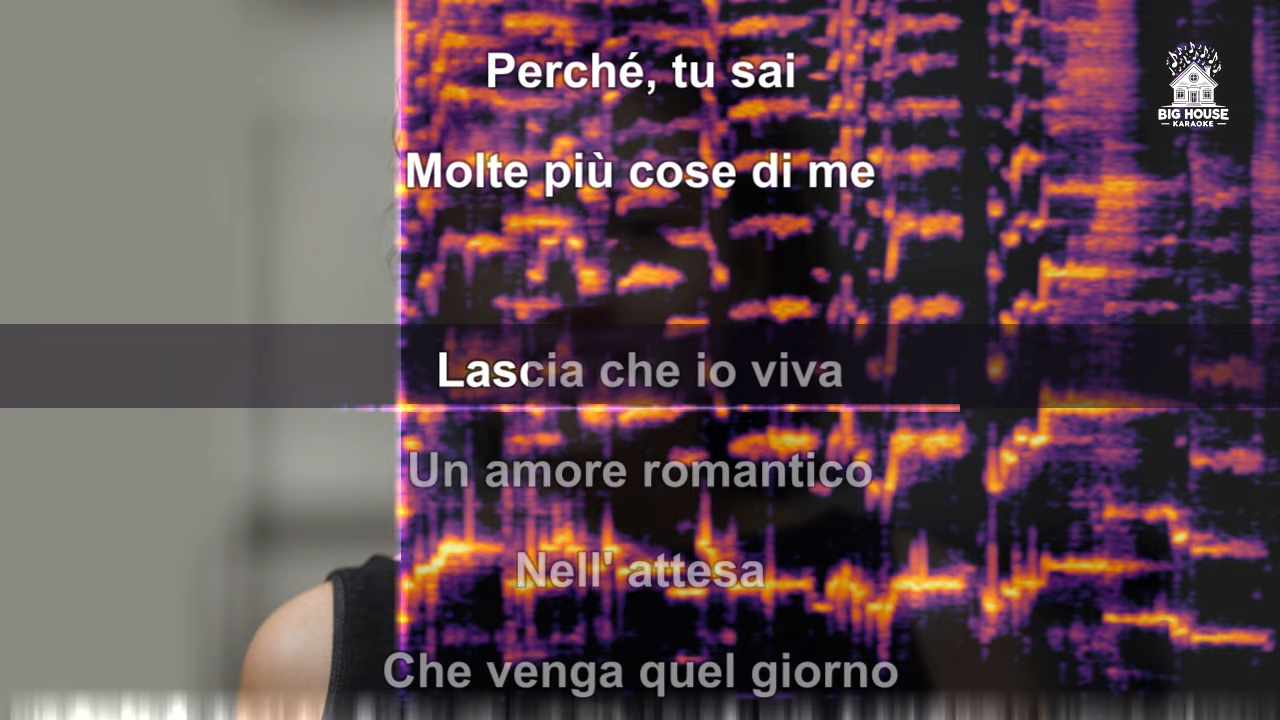 Perché, tu sai
BIG HOUSE
KARAOKE
Molte più cose di me
Lascia che io viva
Un amore romantico
Nell' attesa
Che venga quel giorno